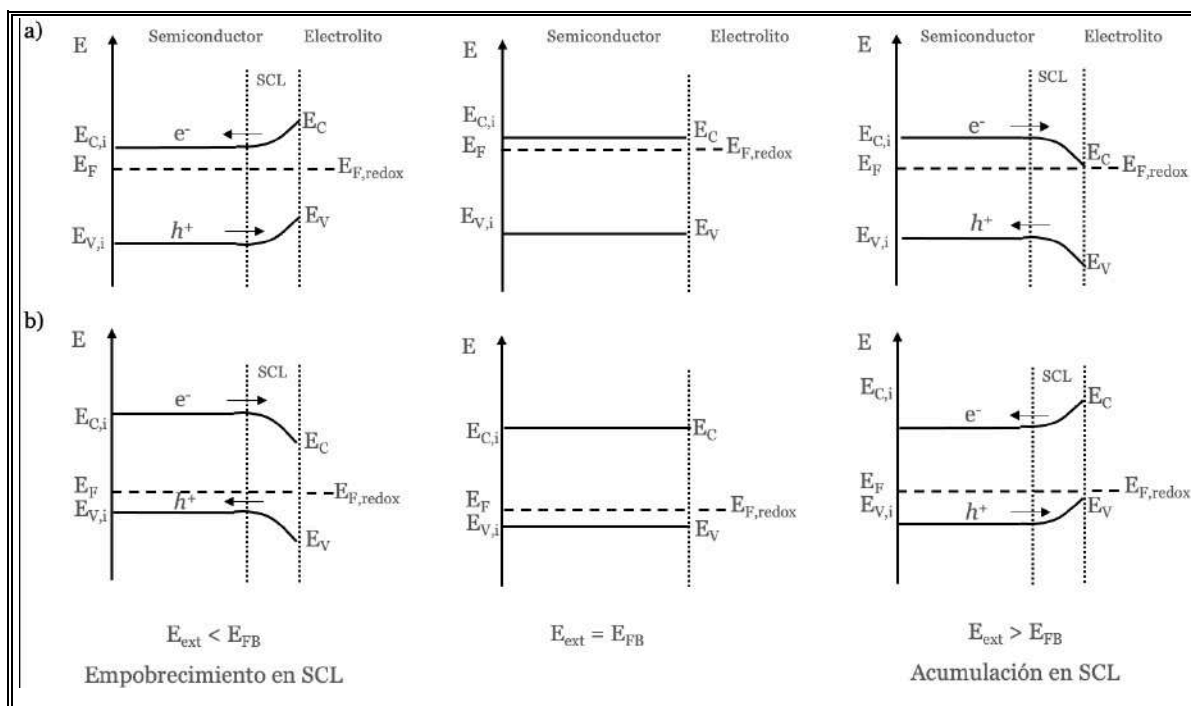 a)
E Semiconductor Electrolito
SCL
E_C,i e⁻ E_C
E_F E_F,redox
E_V,i h⁺ E_V
E Semiconductor Electrolito
E_C,i E_C
E_F E_F,redox
E_V,i E_V
E Semiconductor Electrolito
SCL
E_C,i e⁻ E_C
E_F E_F,redox
E_V,i h⁺ E_V
b)
E
SCL
E_C,i e⁻ E_C
E_F E_F,redox
E_V,i h⁺ E_V
E
E_C,i E_C
E_F E_F,redox
E_V,i E_V
E
SCL
E_C,i e⁻ E_C
E_F E_F,redox
E_V,i h⁺ E_V
E_ext < E_FB
E_ext = E_FB
E_ext > E_FB
Empobrecimiento en SCL
Acumulación en SCL